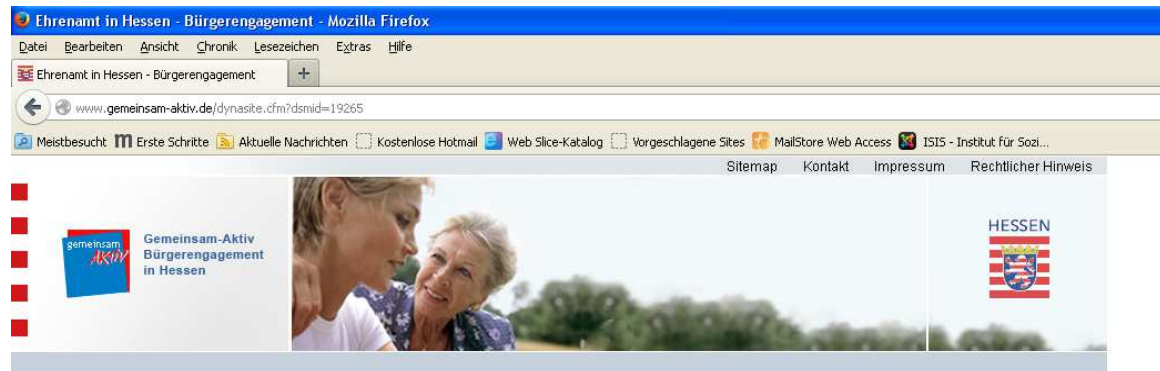 Ehrenamt in Hessen - Bürgerengagement - Mozilla Firefox
Datei Bearbeiten Ansicht Chronik Lesezeichen Extras Hilfe
Ehrenamt in Hessen - Bürgerengagement +
www.gemeinsam-aktiv.de/dynasite.cfm?dsmid=19265
Meistbesucht m Erste Schritte Aktuelle Nachrichten Kostenlose Hotmail Web Slice-Katalog Vorgeschlagene Sites MailStore Web Access ISIS - Institut für Sozi...
Sitemap Kontakt Impressum Rechtlicher Hinweis
gemeinsam
AKTIV
Gemeinsam-Aktiv
Bürgerengagement
in Hessen
HESSEN